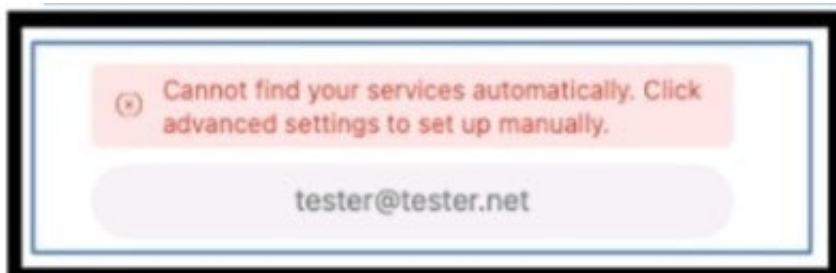 Cannot find your services automatically. Click
advanced settings to set up manually.
tester@tester.net